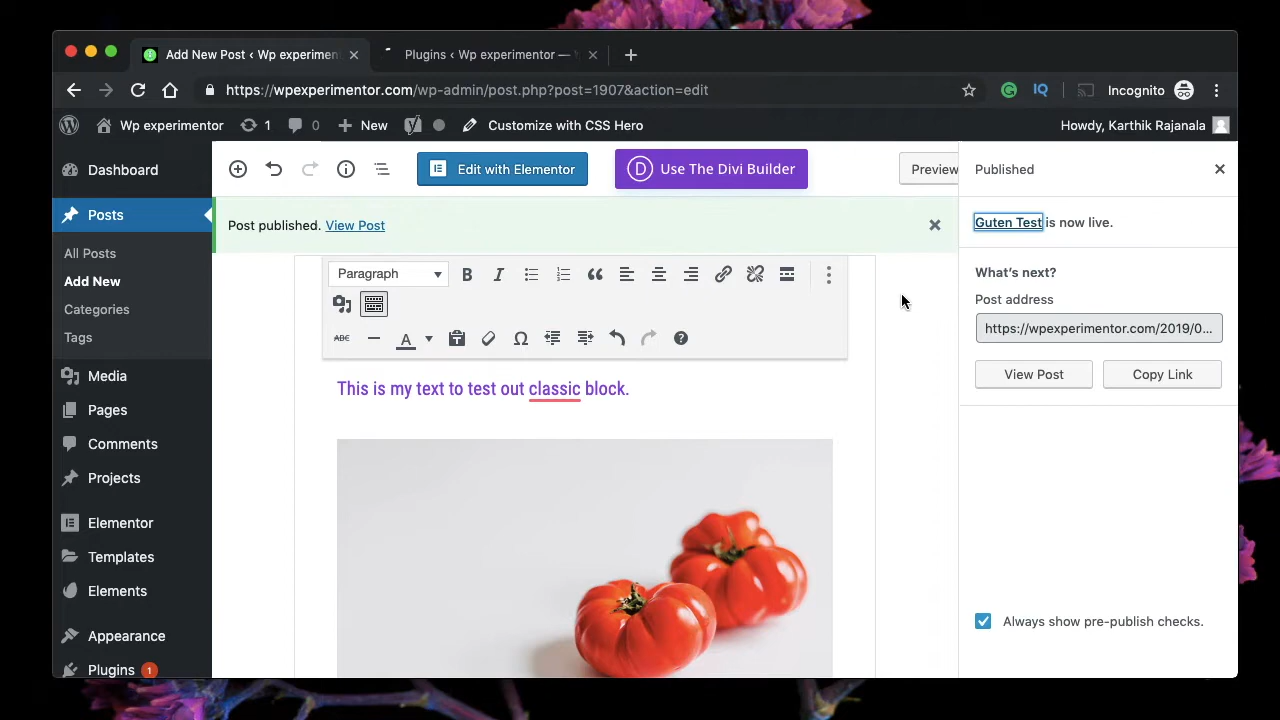 Add New Post ‹ Wp experimen
Plugins ‹ Wp experimentor —
https://wpexperimentor.com/wp-admin/post.php?post=1907&action=edit
IQ
Incognito
Wp experimentor
1
0
New
Customize with CSS Hero
Howdy, Karthik Rajanala
Dashboard
Posts
All Posts
Add New
Categories
Tags
Media
Pages
Comments
Projects
Elementor
Templates
Elements
Appearance
Plugins 1
Edit with Elementor
D Use The Divi Builder
Preview
Post published. View Post
Paragraph
B I
ABC A
This is my text to test out classic block.
Published
Guten Test is now live.
What's next?
Post address
https://wpexperimentor.com/2019/0...
View Post
Copy Link
Always show pre-publish checks.